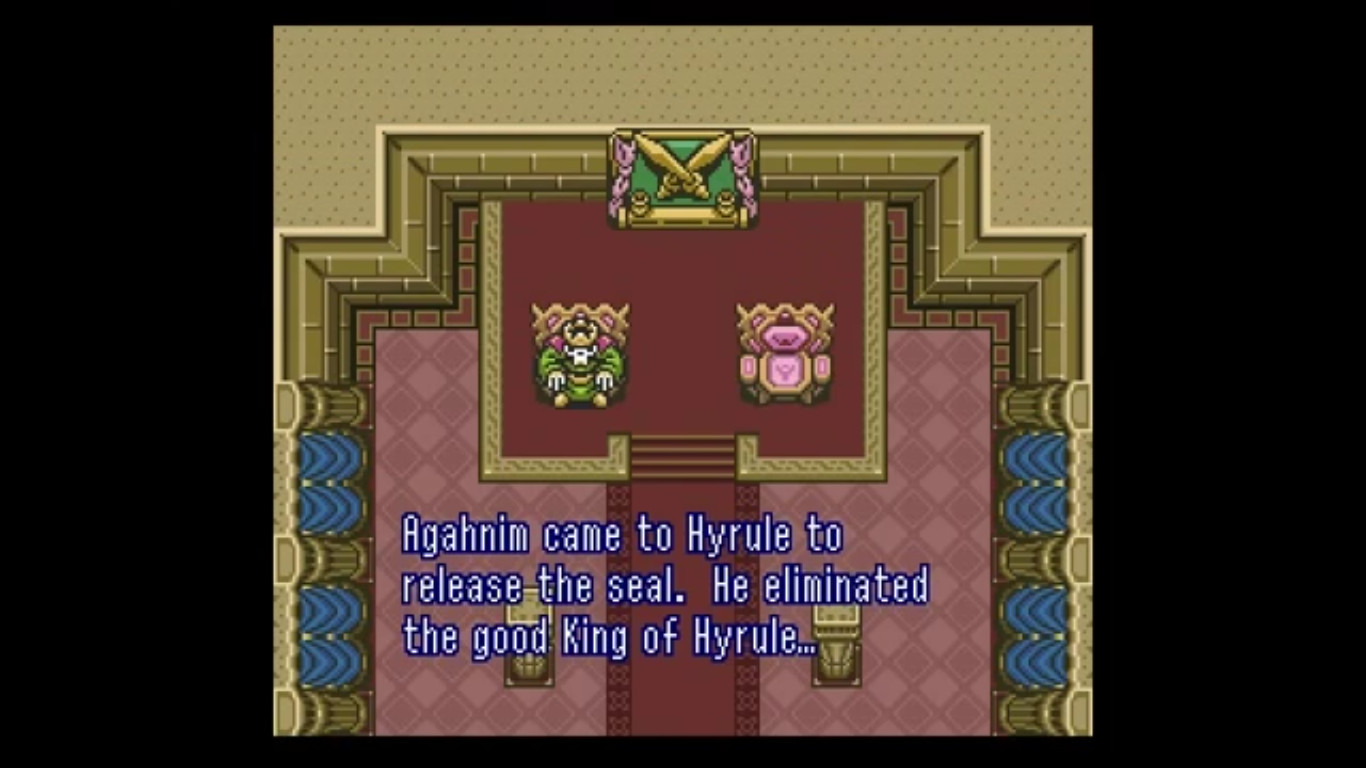 Agahnim came to Hyrule to
release the seal.  He eliminated
the good King of Hyrule…